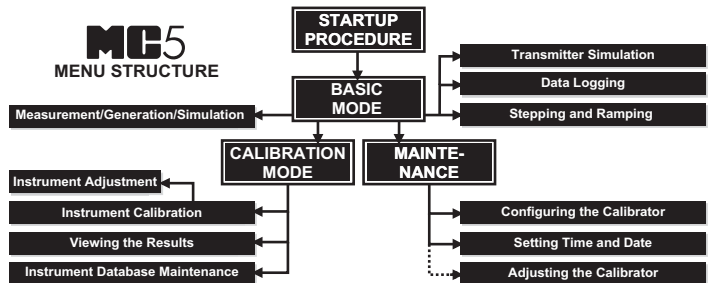 MC5
MENU STRUCTURE
STARTUP
PROCEDURE
BASIC
MODE
Transmitter Simulation
Data Logging
Stepping and Ramping
Measurement/Generation/Simulation
CALIBRATION
MODE
MAINTE-
NANCE
Instrument Adjustment
Instrument Calibration
Viewing the Results
Instrument Database Maintenance
Configuring the Calibrator
Setting Time and Date
Adjusting the Calibrator